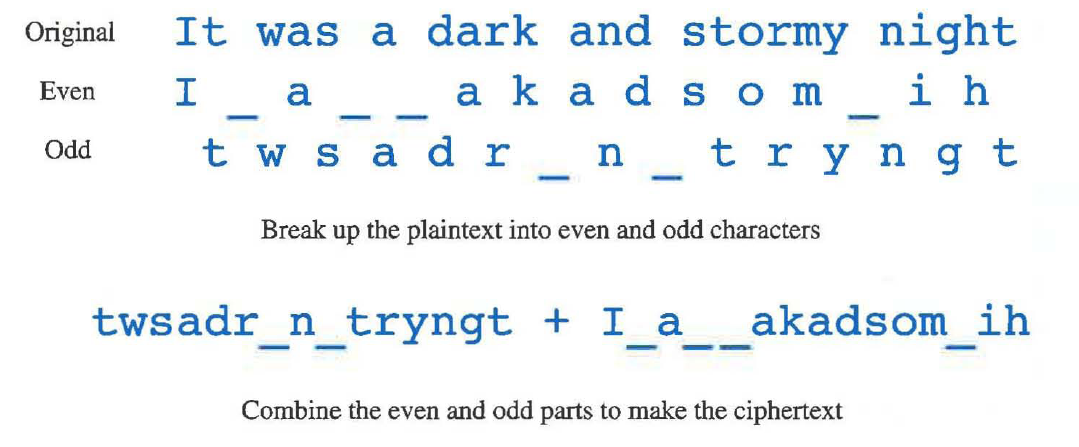 Original It was a dark and stormy night
Even I _ a _ _ a k a d s o m _ i h
Odd t w s a d r _ n _ t r y n g t
Break up the plaintext into even and odd characters
twsadr_n_tryngt + I_a__akadsom_ih
Combine the even and odd parts to make the ciphertext